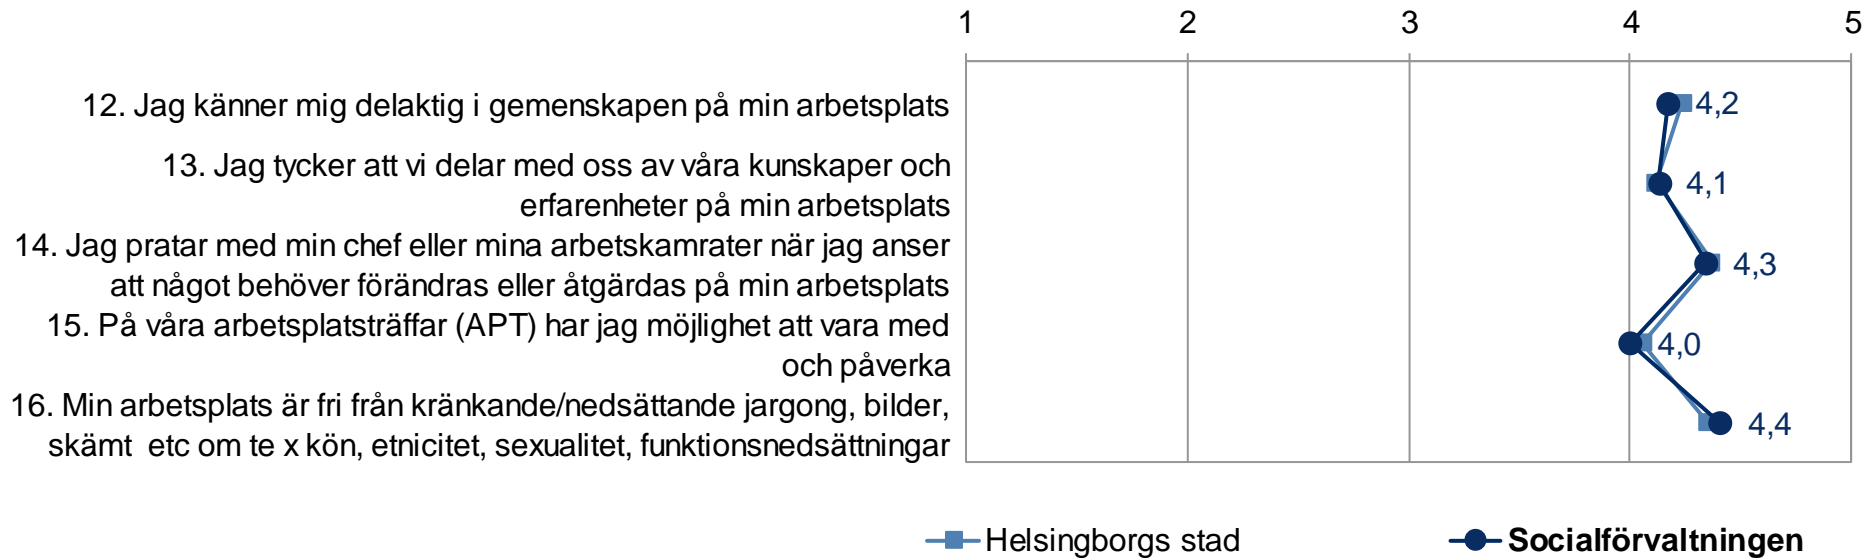 1 2 3 4 5
12. Jag känner mig delaktig i gemenskapen på min arbetsplats
4,2
13. Jag tycker att vi delar med oss av våra kunskaper och
erfarenheter på min arbetsplats
4,1
14. Jag pratar med min chef eller mina arbetskamrater när jag anser
att något behöver förändras eller åtgärdas på min arbetsplats
4,3
15. På våra arbetsplatsträffar (APT) har jag möjlighet att vara med
och påverka
4,0
16. Min arbetsplats är fri från kränkande/nedsättande jargong, bilder,
skämt  etc om te x kön, etnicitet, sexualitet, funktionsnedsättningar
4,4
Helsingborgs stad
Socialförvaltningen